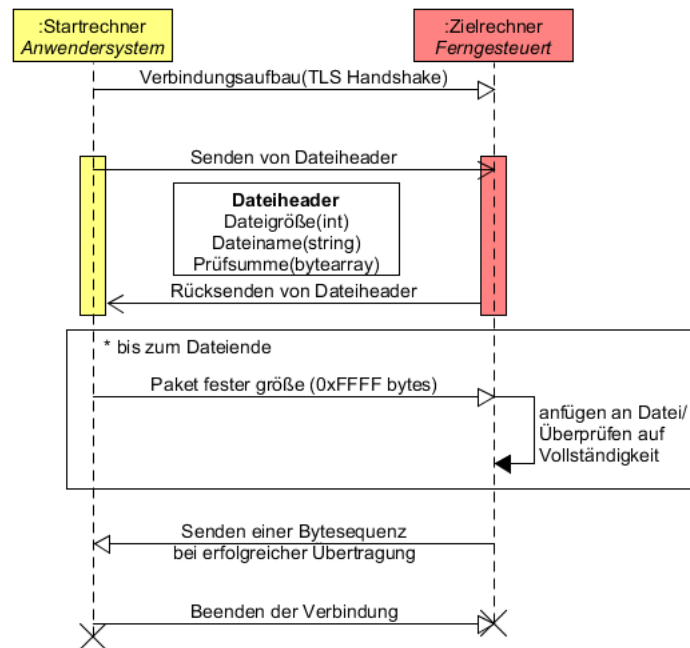 :Startrechner
Anwendersystem
:Zielrechner
Ferngesteuert
Verbindungsaufbau(TLS Handshake)
Senden von Dateiheader
Dateiheader
Dateigröße(int)
Dateiname(string)
Prüfsumme(bytearray)
Rücksenden von Dateiheader
* bis zum Dateiende
Paket fester größe (0xFFFF bytes)
anfügen an Datei/
Überprüfen auf
Vollständigkeit
Senden einer Bytesequenz
bei erfolgreicher Übertragung
Beenden der Verbindung